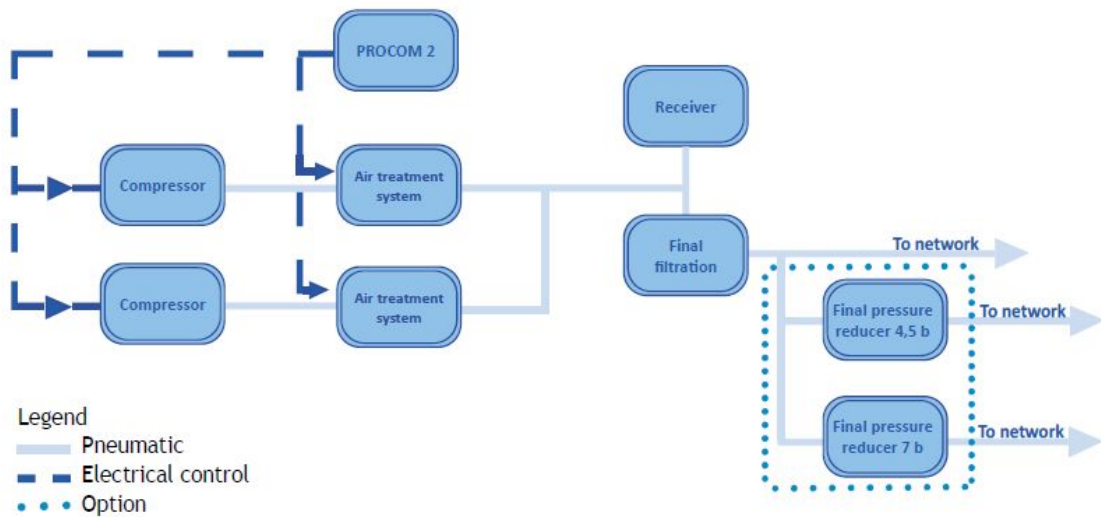 PROCOM 2
Receiver
Compressor
Air treatment
system
Final
filtration
To network
Compressor
Air treatment
system
Final pressure
reducer 4,5 b
To network
Final pressure
reducer 7 b
To network
Legend
Pneumatic
Electrical control
Option